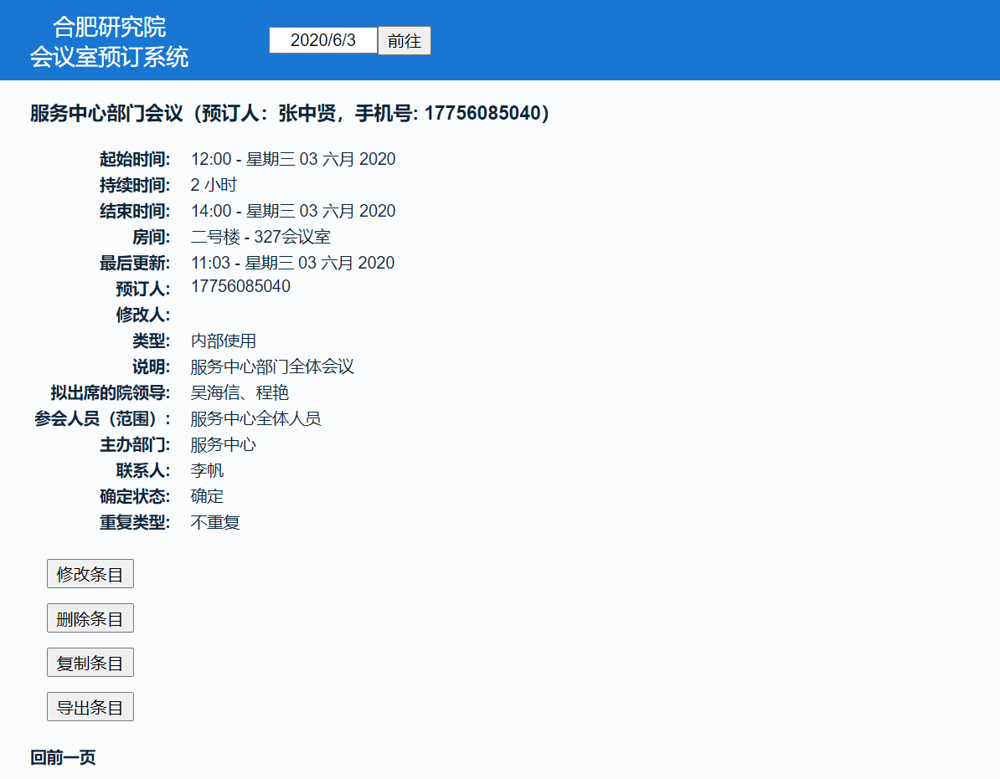 合肥研究院
会议室预订系统
2020/6/3 前往
服务中心部门会议（预订人：张中贤，手机号: 17756085040）
起始时间: 12:00 - 星期三 03 六月 2020
持续时间: 2 小时
结束时间: 14:00 - 星期三 03 六月 2020
房间: 二号楼 - 327会议室
最后更新: 11:03 - 星期三 03 六月 2020
预订人: 17756085040
修改人:
类型: 内部使用
说明: 服务中心部门全体会议
拟出席的院领导: 吴海信、程艳
参会人员（范围）: 服务中心全体人员
主办部门: 服务中心
联系人: 李帆
确定状态: 确定
重复类型: 不重复
修改条目
删除条目
复制条目
导出条目
回前一页